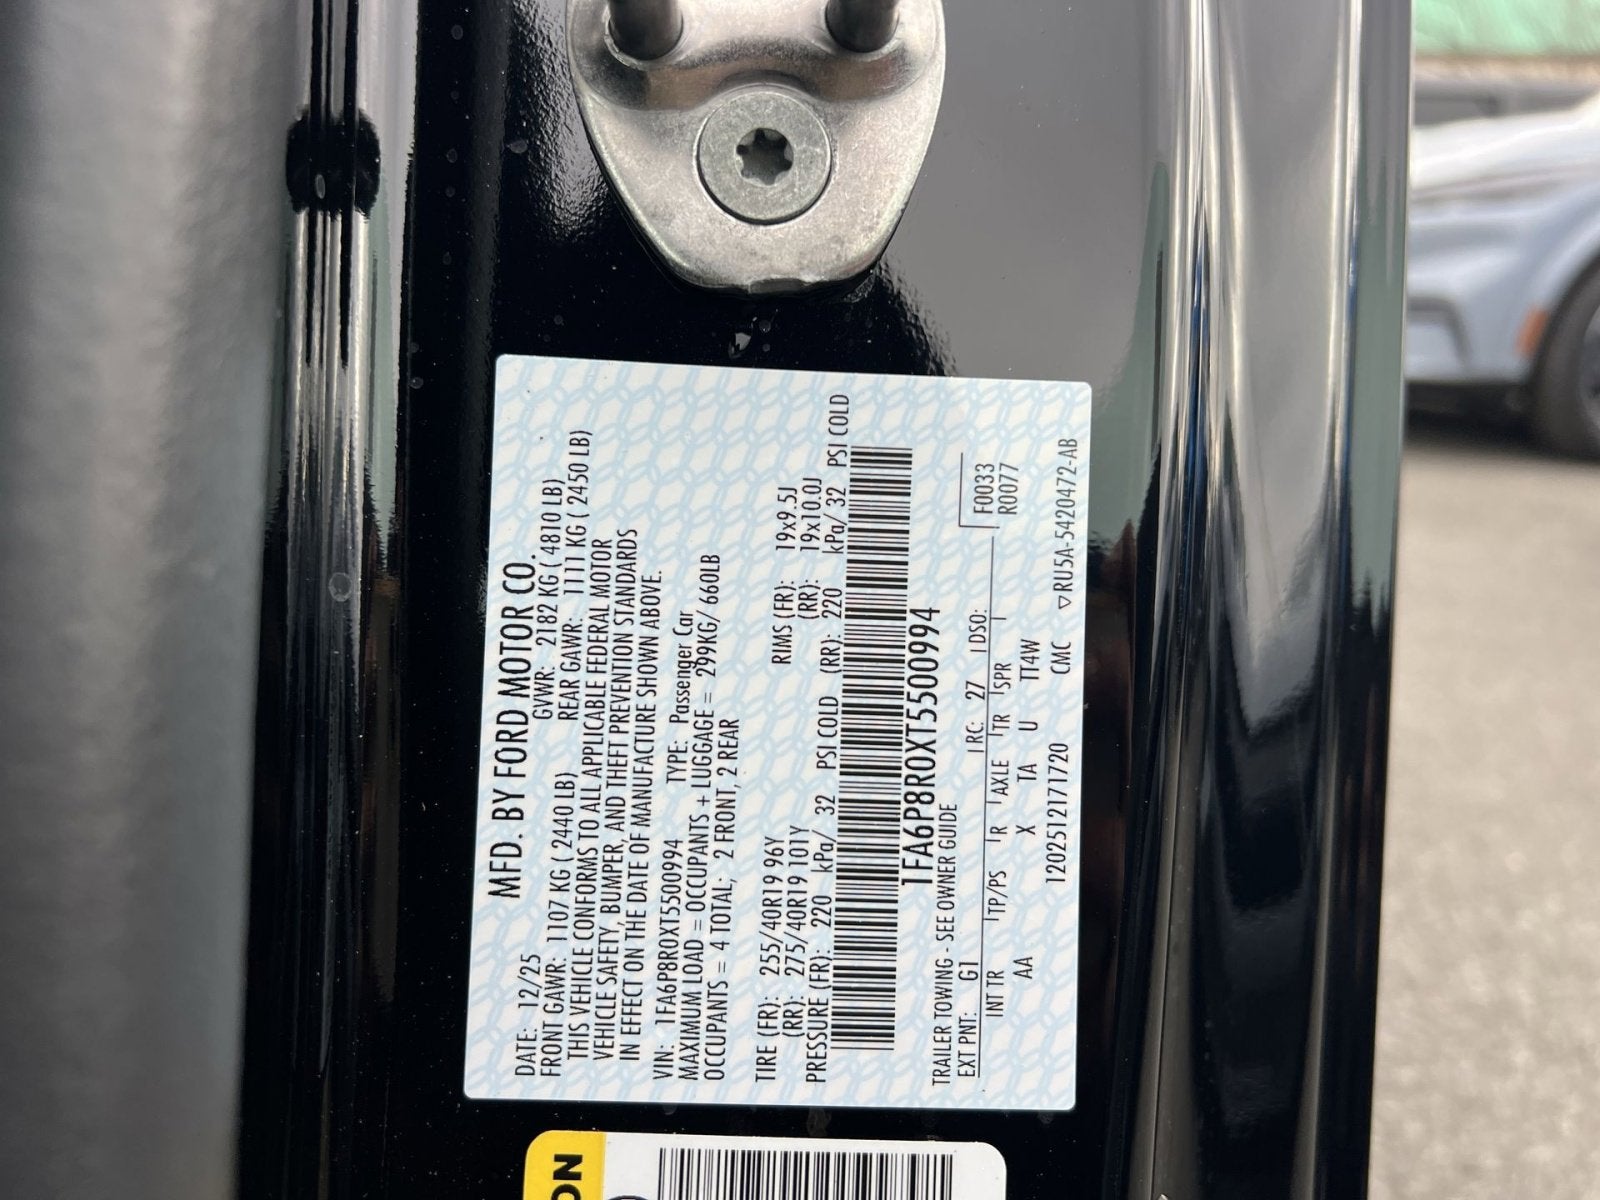 MFD. BY FORD MOTOR CO.
DATE: 12/25 GVWR: 2182 KG ( 4810 LB)
FRONT GAWR: 1107 KG ( 2440 LB) REAR GAWR: 1111 KG ( 2450 LB)
THIS VEHICLE CONFORMS TO ALL APPLICABLE FEDERAL MOTOR
VEHICLE SAFETY, BUMPER, AND THEFT PREVENTION STANDARDS
IN EFFECT ON THE DATE OF MANUFACTURE SHOWN ABOVE.
VIN: 1FA6P8R0XT5500994 TYPE: Passenger Car
MAXIMUM LOAD = OCCUPANTS + LUGGAGE = 299KG/ 660LB
OCCUPANTS = 4 TOTAL; 2 FRONT, 2 REAR
TIRE (FR): 255/40R19 96Y RIMS (FR): 19x9.5J
(RR): 275/40R19 101Y (RR): 19x10.0J
PRESSURE (FR): 220 kPa/ 32 PSI COLD (RR): 220 kPa/ 32 PSI COLD
1FA6P8R0XT5500994
TRAILER TOWING - SEE OWNER GUIDE F0033
EXT PNT: G1 RC: 27 DSO: R0077
INT TR TP/PS R AXLE TR SPR
AA X TA U TT4W
12025121711720 CMC ▽RU5A-5420472-AB
ON